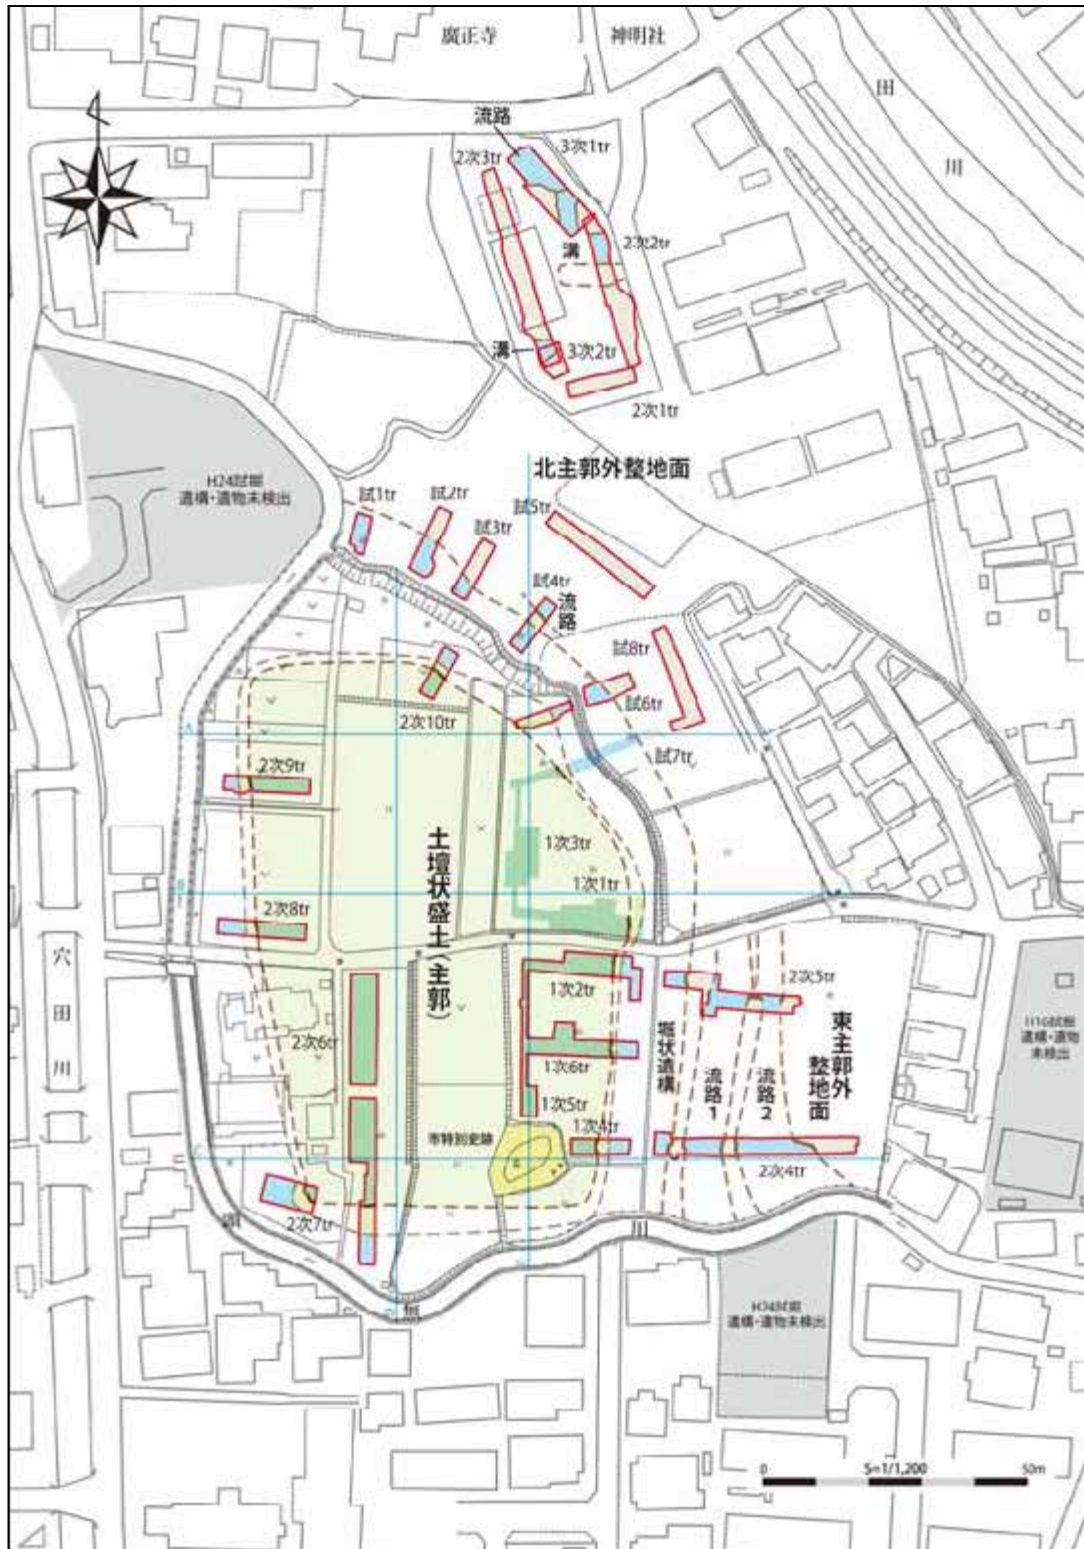 廣正寺
神明社
田
川
流路
3次1tr
2次3tr
2次2tr
溝
溝
3次2tr
2次1tr
北主郭外整地面
H24試掘
遺構・遺物未検出
試1tr
試2tr
試3tr
試5tr
試4tr
流路
試8tr
試6tr
試7tr
2次10tr
2次9tr
1次3tr
1次1tr
土壇状盛土(主郭)
2次8tr
穴田川
1次2tr
2次5tr
東主郭外
整地面
堀状遺構
流路1
流路2
H16試掘
遺構・遺物
未検出
2次6tr
1次6tr
1次5tr
1次4tr
市特別史跡
2次4tr
2次7tr
川
H24試掘
遺構・遺物未検出
S=1/1,200
0
50m